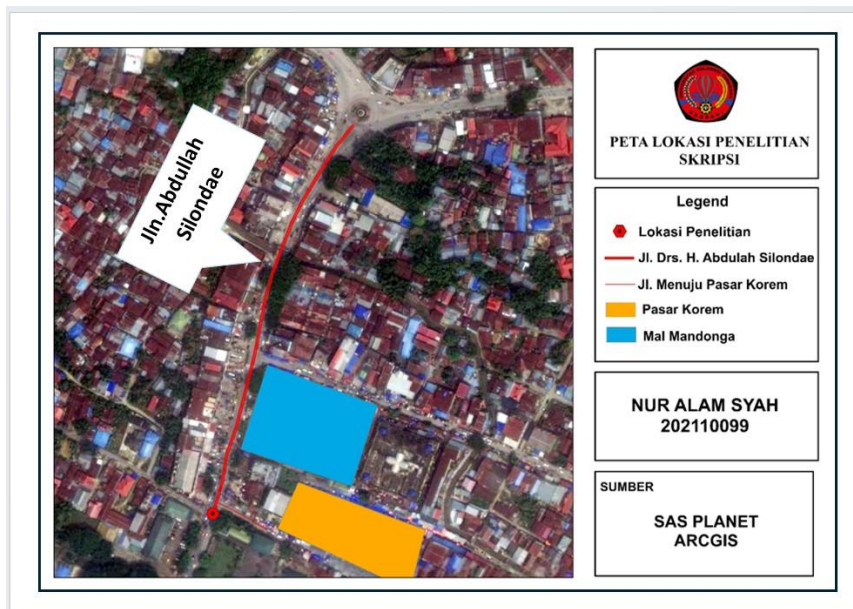 Jln.Abdullah
Silondae
PETA LOKASI PENELITIAN
SKRIPSI
Legend
Lokasi Penelitian
Jl. Drs. H. Abdulah Silondae
Jl. Menuju Pasar Korem
Pasar Korem
Mal Mandonga
NUR ALAM SYAH
202110099
SUMBER
SAS PLANET
ARCGIS